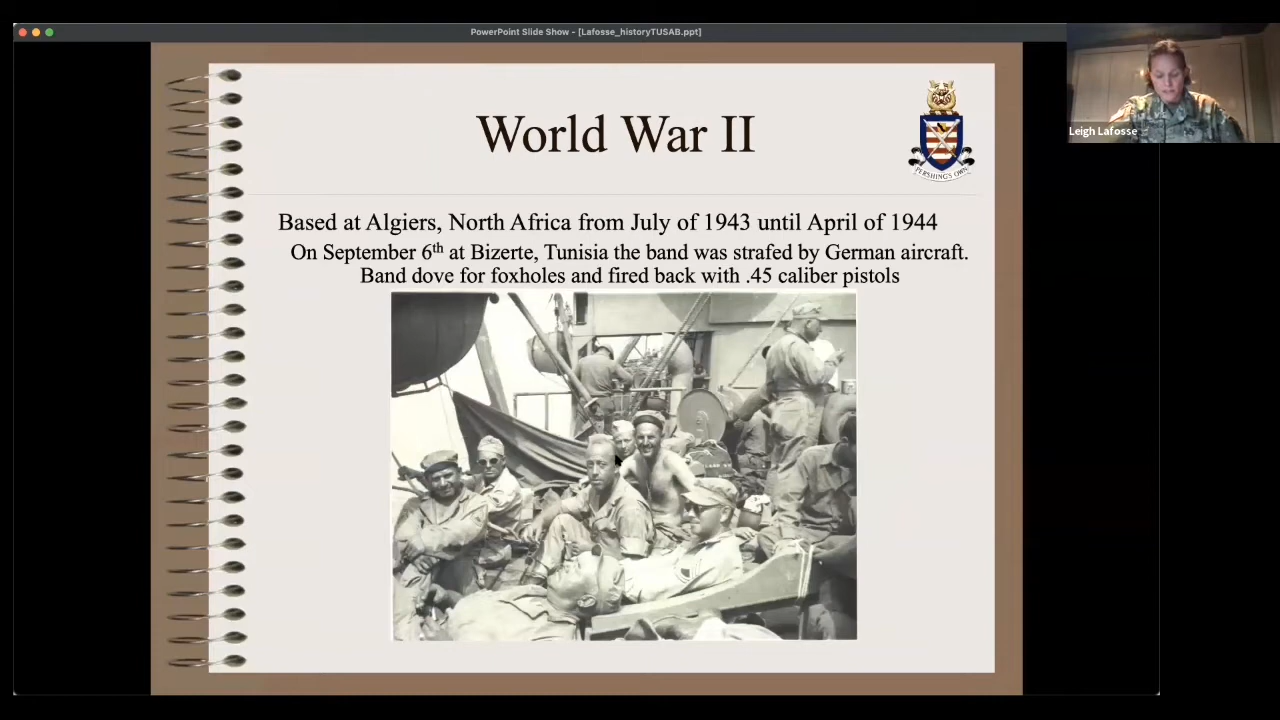 PowerPoint Slide Show - [Lafosse_historyTUSAB.ppt]
World War II
PERSHING'S OWN
Leigh Lafosse
Based at Algiers, North Africa from July of 1943 until April of 1944
On September 6th at Bizerte, Tunisia the band was strafed by German aircraft.
Band dove for foxholes and fired back with .45 caliber pistols